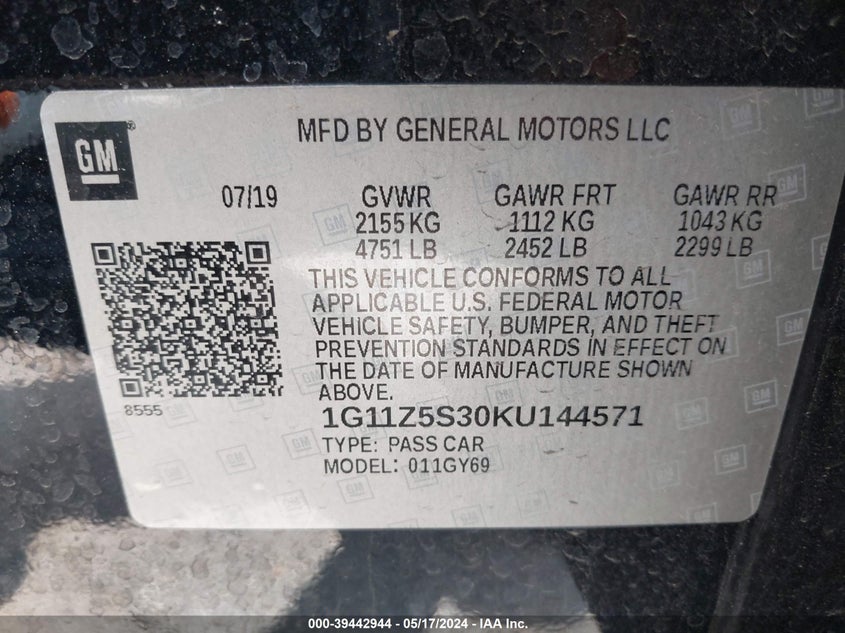 GM
MFD BY GENERAL MOTORS LLC
07/19 GVWR GAWR FRT GAWR RR
2155 KG 1112 KG 1043 KG
4751 LB 2452 LB 2299 LB
THIS VEHICLE CONFORMS TO ALL
APPLICABLE U.S. FEDERAL MOTOR
VEHICLE SAFETY, BUMPER, AND THEFT
PREVENTION STANDARDS IN EFFECT ON
THE DATE OF MANUFACTURE SHOWN
ABOVE.
8555
1G11Z5S30KU144571
TYPE: PASS CAR
MODEL: 011GY69
000-39442944 - 05/17/2024 - IAA Inc.